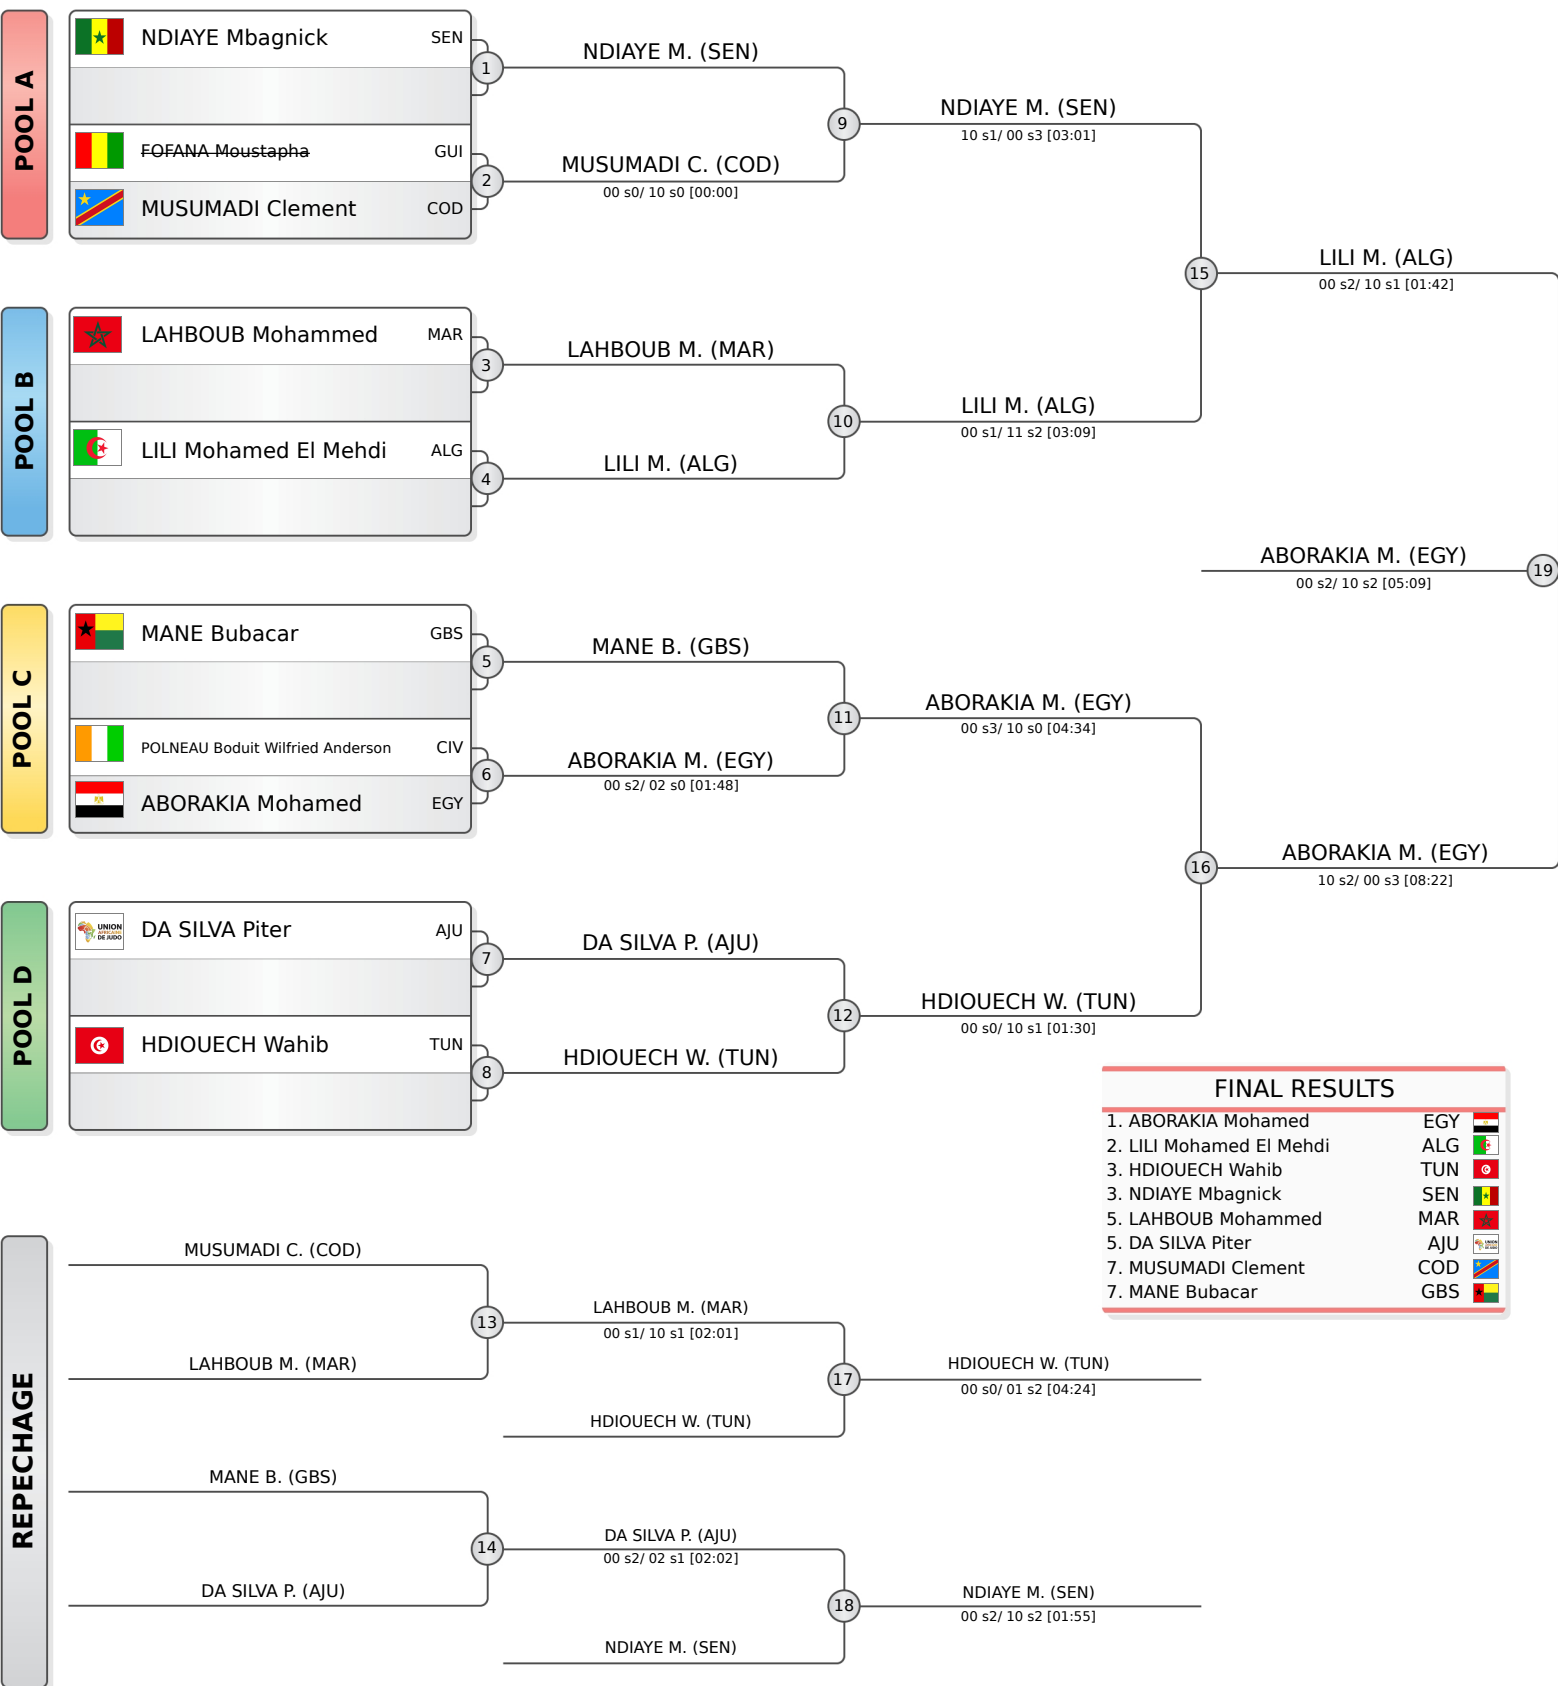 POOL A
NDIAYE Mbagnick SEN
FOFANA Moustapha GUI
MUSUMADI Clement COD
1
2
NDIAYE M. (SEN)
MUSUMADI C. (COD)
00 s0/ 10 s0 [00:00]
9
NDIAYE M. (SEN)
10 s1/ 00 s3 [03:01]
15
LILI M. (ALG)
00 s2/ 10 s1 [01:42]
POOL B
LAHBOUB Mohammed MAR
LILI Mohamed El Mehdi ALG
3
4
LAHBOUB M. (MAR)
LILI M. (ALG)
10
LILI M. (ALG)
00 s1/ 11 s2 [03:09]
ABORAKIA M. (EGY)
00 s2/ 10 s2 [05:09]
19
POOL C
MANE Bubacar GBS
POLNEAU Boduit Wilfried Anderson CIV
ABORAKIA Mohamed EGY
5
6
MANE B. (GBS)
ABORAKIA M. (EGY)
00 s2/ 02 s0 [01:48]
11
ABORAKIA M. (EGY)
00 s3/ 10 s0 [04:34]
16
ABORAKIA M. (EGY)
10 s2/ 00 s3 [08:22]
POOL D
UNION
AFRICAINE
DE JUDO
DA SILVA Piter AJU
HDIOUECH Wahib TUN
7
8
DA SILVA P. (AJU)
HDIOUECH W. (TUN)
12
HDIOUECH W. (TUN)
00 s0/ 10 s1 [01:30]
FINAL RESULTS
1. ABORAKIA Mohamed EGY
2. LILI Mohamed El Mehdi ALG
3. HDIOUECH Wahib TUN
3. NDIAYE Mbagnick SEN
5. LAHBOUB Mohammed MAR
5. DA SILVA Piter AJU
7. MUSUMADI Clement COD
7. MANE Bubacar GBS
REPECHAGE
MUSUMADI C. (COD)
LAHBOUB M. (MAR)
13
LAHBOUB M. (MAR)
00 s1/ 10 s1 [02:01]
HDIOUECH W. (TUN)
17
HDIOUECH W. (TUN)
00 s0/ 01 s2 [04:24]
MANE B. (GBS)
DA SILVA P. (AJU)
14
DA SILVA P. (AJU)
00 s2/ 02 s1 [02:02]
NDIAYE M. (SEN)
18
NDIAYE M. (SEN)
00 s2/ 10 s2 [01:55]